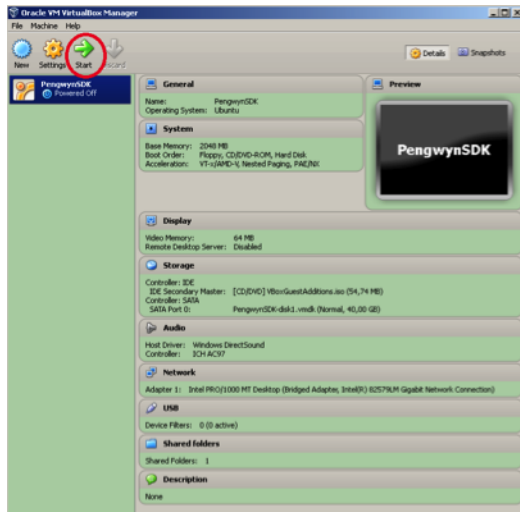 Oracle VM VirtualBox Manager
File Machine Help
New Settings Start Discard
Details Snapshots
PengwynSDK
Powered Off
General
Name: PengwynSDK
Operating System: Ubuntu
Preview
PengwynSDK
System
Base Memory: 2048 MB
Boot Order: Floppy, CD/DVD-ROM, Hard Disk
Acceleration: VT-x/AMD-V, Nested Paging, PAE/NX
Display
Video Memory: 64 MB
Remote Desktop Server: Disabled
Storage
Controller: IDE
IDE Secondary Master: [CD/DVD] VBoxGuestAdditions.iso (54,74 MB)
Controller: SATA
SATA Port 0: PengwynSDK-disk1.vmdk (Normal, 40,00 GB)
Audio
Host Driver: Windows DirectSound
Controller: ICH AC97
Network
Adapter 1: Intel PRO/1000 MT Desktop (Bridged Adapter, Intel(R) 82579LM Gigabit Network Connection)
USB
Device Filters: 0 (0 active)
Shared folders
Shared Folders: 1
Description
None